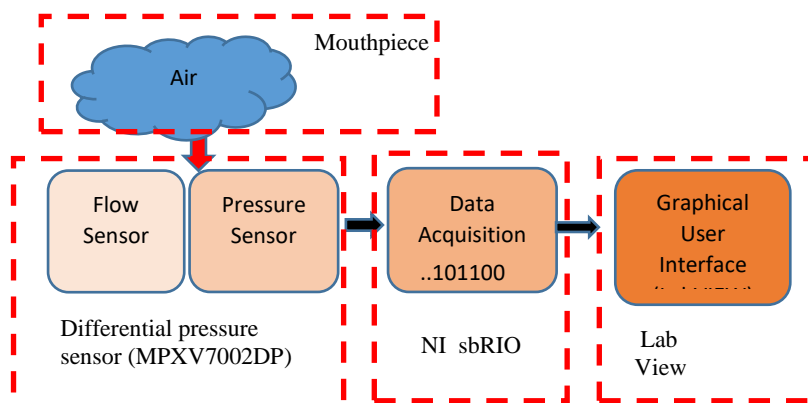 Mouthpiece
Air
Flow
Sensor
Pressure
Sensor
Data
Acquisition
..101100
Graphical
User
Interface
Differential pressure
sensor (MPXV7002DP)
NI sbRIO
Lab
View